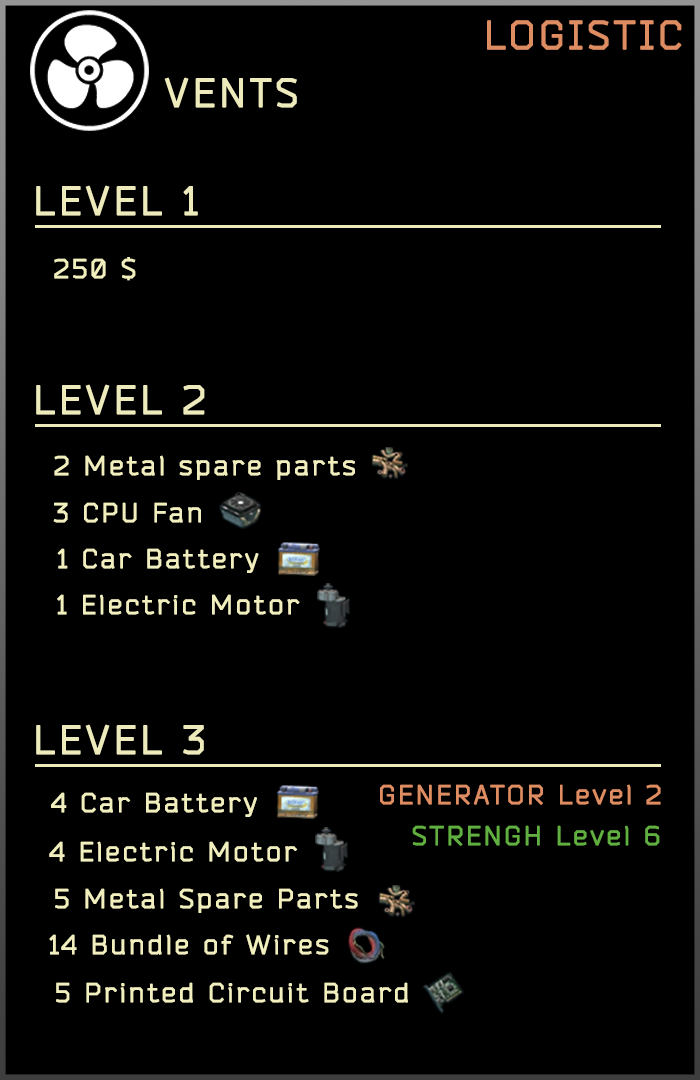 LOGISTIC
VENTS
LEVEL 1
250 $
LEVEL 2
2 Metal spare parts
3 CPU Fan
1 Car Battery
1 Electric Motor
LEVEL 3
4 Car Battery
GENERATOR Level 2
STRENGH Level 6
4 Electric Motor
5 Metal Spare Parts
14 Bundle of Wires
5 Printed Circuit Board